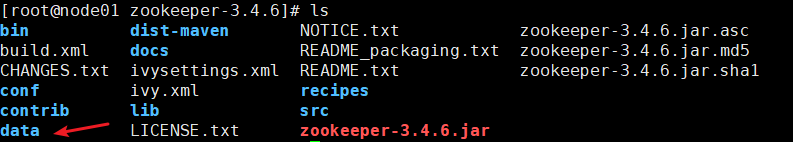 [root@node01 zookeeper-3.4.6]# ls
bin dist-maven NOTICE.txt zookeeper-3.4.6.jar.asc
build.xml docs README_packaging.txt zookeeper-3.4.6.jar.md5
CHANGES.txt ivysettings.xml README.txt zookeeper-3.4.6.jar.sha1
conf ivy.xml recipes
contrib lib src
data LICENSE.txt zookeeper-3.4.6.jar